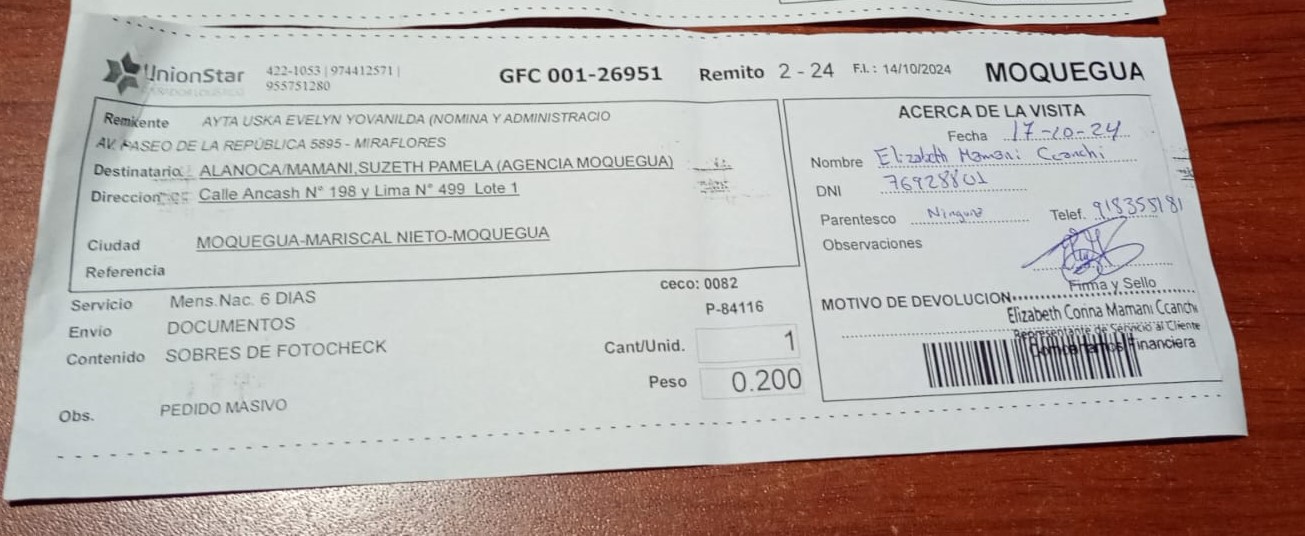 UnionStar
422-1053 | 974412571 |
955751280
GFC 001-26951
Remito 2 - 24
F.I.: 14/10/2024
MOQUEGUA
Remitente AYTA USKA EVELYN YOVANILDA (NOMINA Y ADMINISTRACIO
AV. PASEO DE LA REPÚBLICA 5895 - MIRAFLORES
Destinatario: ALANOCA/MAMANI,SUZETH PAMELA (AGENCIA MOQUEGUA)
Direccion Calle Ancash N° 198 y Lima N° 499 Lote 1
Ciudad MOQUEGUA-MARISCAL NIETO-MOQUEGUA
Referencia
Servicio Mens.Nac. 6 DIAS
ceco: 0082
Envio DOCUMENTOS
P-84116
Contenido SOBRES DE FOTOCHECK
Cant/Unid. 1
Peso 0.200
Obs. PEDIDO MASIVO
ACERCA DE LA VISITA
Fecha 17-10-24
Nombre Elizabeth Mamani Ccanchi
DNI 76928801
Parentesco Ninguno
Telef. 918355181
Observaciones
Firma y Sello
MOTIVO DE DEVOLUCION
Elizabeth Corina Mamani Ccanchi
Representante de Servicio al Cliente
Financiera